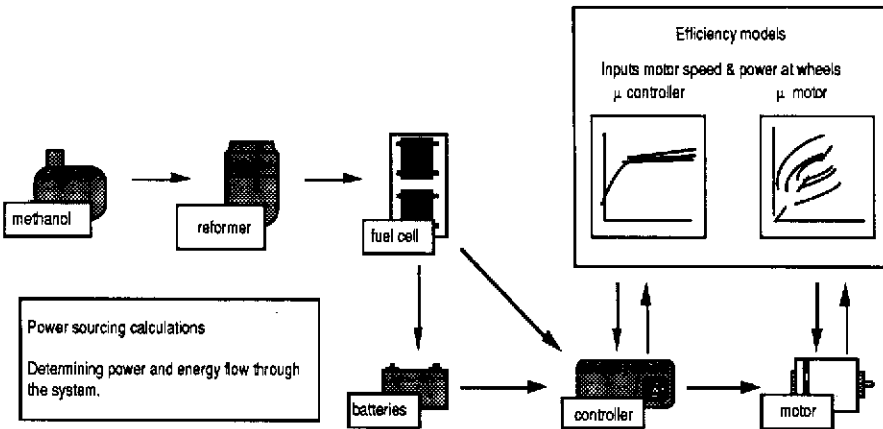 Efficiency models
Inputs motor speed & power at wheels
μ controller
μ motor
methanol
reformer
fuel cell
Power sourcing calculations
Determining power and energy flow through
the system.
batteries
controller
motor